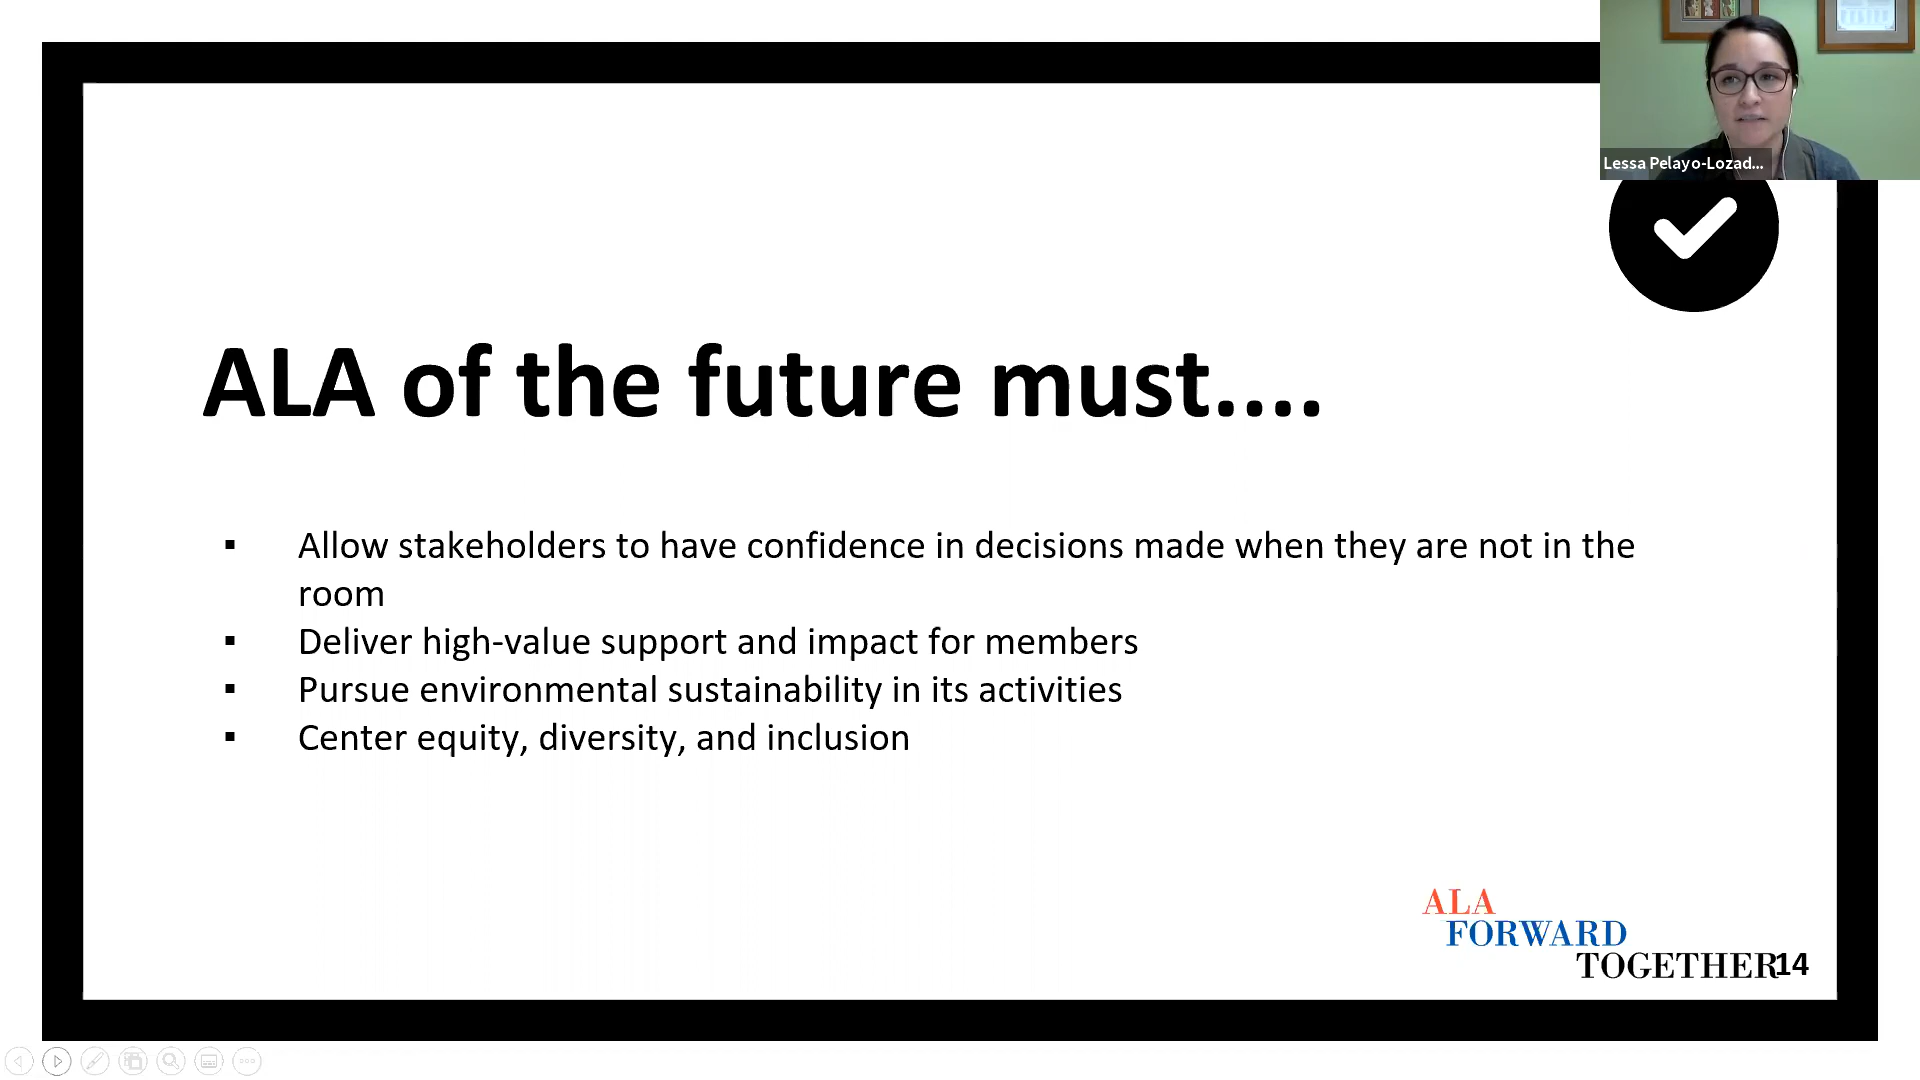 Lessa Pelayo-Lozad...
ALA of the future must....
▪ Allow stakeholders to have confidence in decisions made when they are not in the
room
▪ Deliver high-value support and impact for members
▪ Pursue environmental sustainability in its activities
▪ Center equity, diversity, and inclusion
ALA
FORWARD
TOGETHER
14